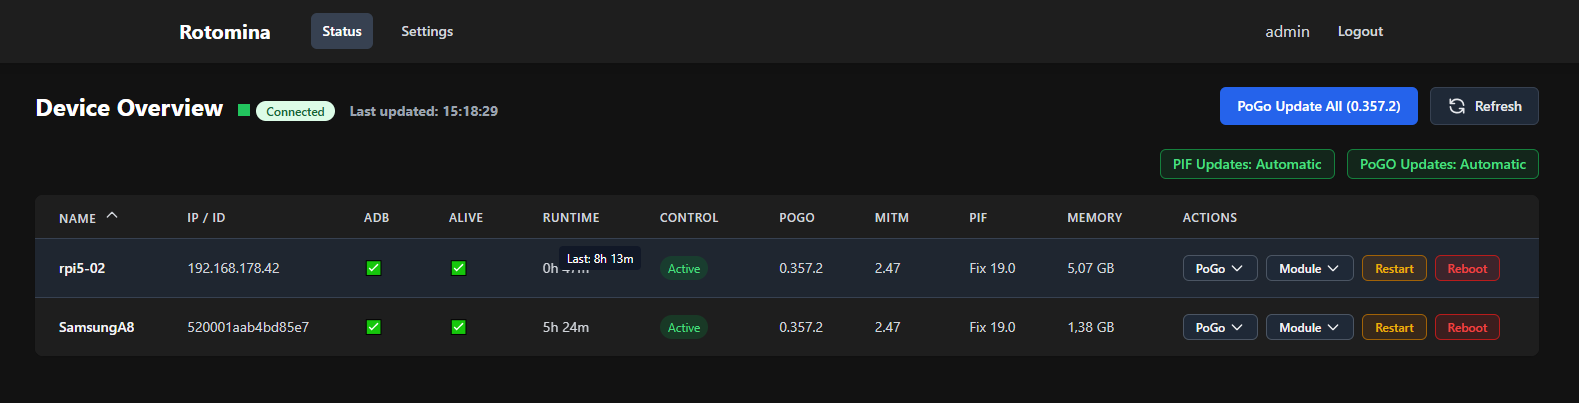 Rotomina Status Settings admin Logout
Device Overview Connected Last updated: 15:18:29 PoGo Update All (0.357.2) Refresh
PIF Updates: Automatic PoGO Updates: Automatic
NAME IP / ID ADB ALIVE RUNTIME CONTROL POGO MITM PIF MEMORY ACTIONS
Last: 8h 13m
rpi5-02 192.168.178.42 0h Active 0.357.2 2.47 Fix 19.0 5,07 GB PoGo Module Restart Reboot
SamsungA8 520001aab4bd85e7 5h 24m Active 0.357.2 2.47 Fix 19.0 1,38 GB PoGo Module Restart Reboot